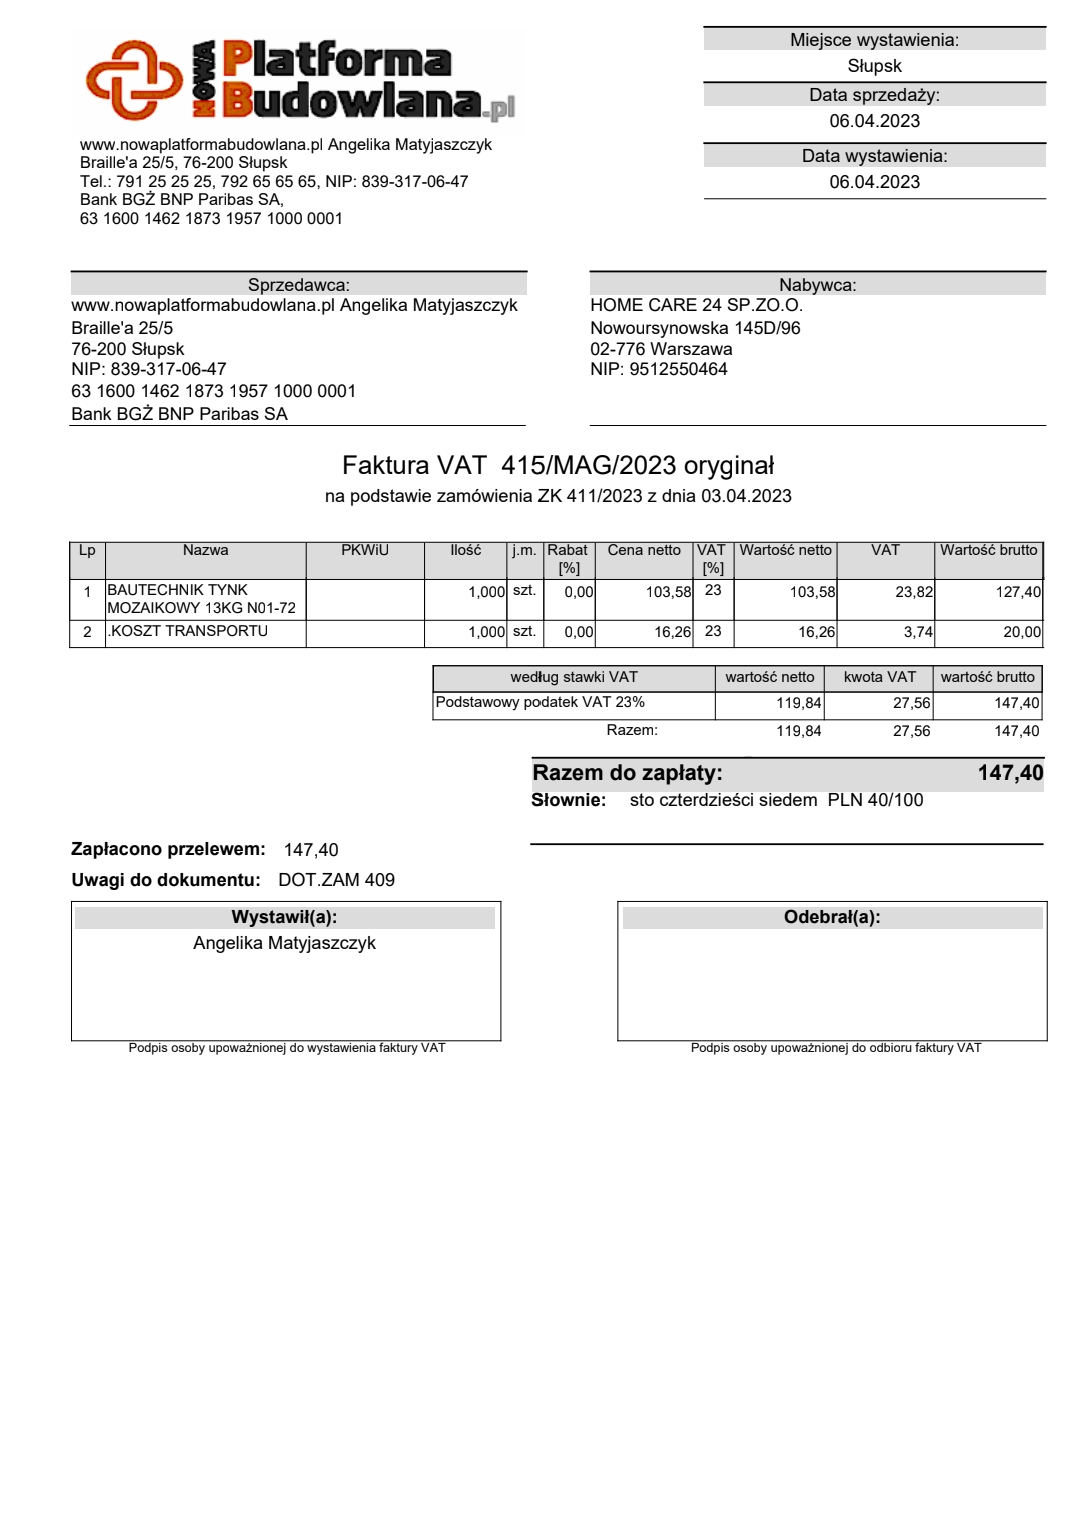 NOWA Platforma
Budowlana.pl
www.nowaplatformabudowlana.pl Angelika Matyjaszczyk
Braille'a 25/5, 76-200 Słupsk
Tel.: 791 25 25 25, 792 65 65 65, NIP: 839-317-06-47
Bank BGŻ BNP Paribas SA,
63 1600 1462 1873 1957 1000 0001
Miejsce wystawienia:
Słupsk
Data sprzedaży:
06.04.2023
Data wystawienia:
06.04.2023
Sprzedawca:
www.nowaplatformabudowlana.pl Angelika Matyjaszczyk
Braille'a 25/5
76-200 Słupsk
NIP: 839-317-06-47
63 1600 1462 1873 1957 1000 0001
Bank BGŻ BNP Paribas SA
Nabywca:
HOME CARE 24 SP.ZO.O.
Nowoursynowska 145D/96
02-776 Warszawa
NIP: 9512550464
Faktura VAT 415/MAG/2023 oryginał
na podstawie zamówienia ZK 411/2023 z dnia 03.04.2023
Lp Nazwa PKWiU Ilość j.m. Rabat Cena netto VAT Wartość netto VAT Wartość brutto
[%] [%]
1 BAUTECHNIK TYNK 1,000 szt. 0,00 103,58 23 103,58 23,82 127,40
MOZAIKOWY 13KG N01-72
2 .KOSZT TRANSPORTU 1,000 szt. 0,00 16,26 23 16,26 3,74 20,00
według stawki VAT wartość netto kwota VAT wartość brutto
Podstawowy podatek VAT 23% 119,84 27,56 147,40
Razem: 119,84 27,56 147,40
Razem do zapłaty: 147,40
Słownie: sto czterdzieści siedem PLN 40/100
Zapłacono przelewem: 147,40
Uwagi do dokumentu: DOT.ZAM 409
Wystawił(a):
Angelika Matyjaszczyk
Podpis osoby upoważnionej do wystawienia faktury VAT
Odebrał(a):
Podpis osoby upoważnionej do odbioru faktury VAT